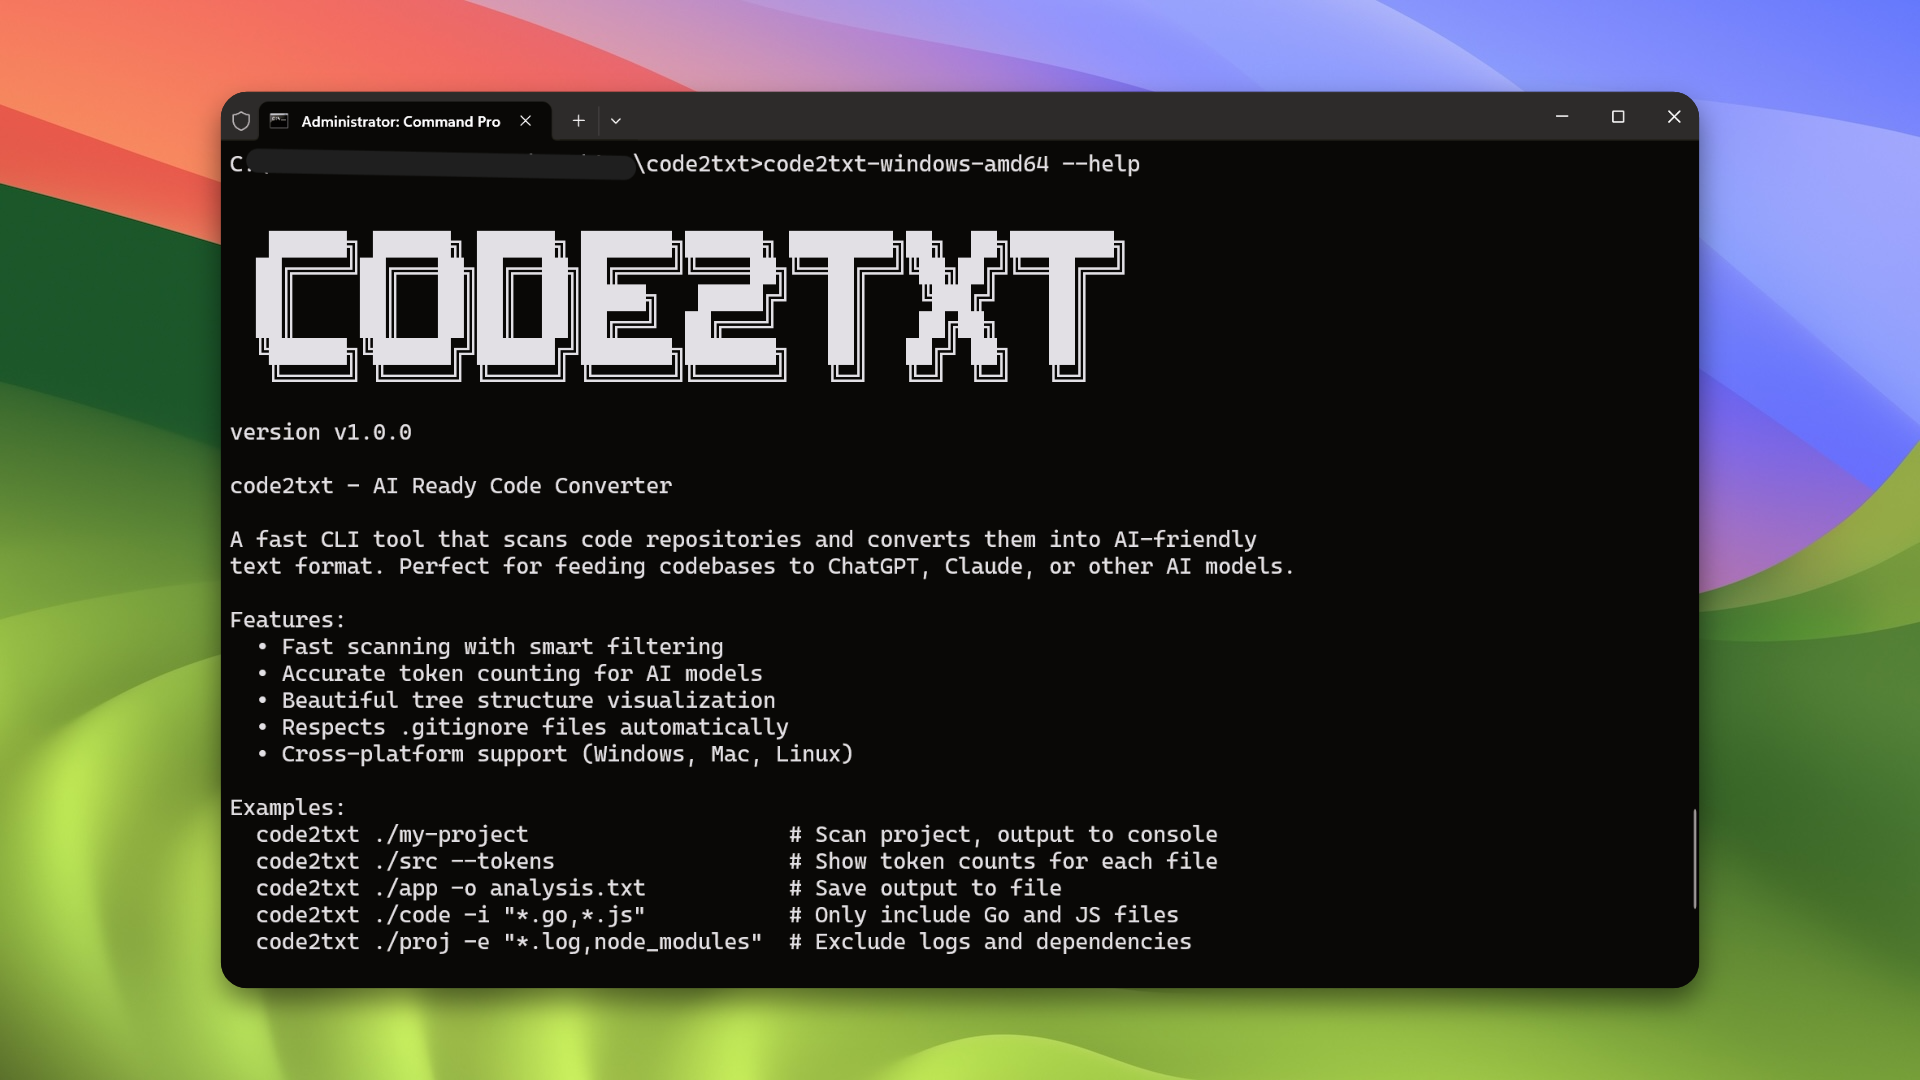 Administrator: Command Pro
\code2txt>code2txt-windows-amd64 --help
CODE2TXT
version v1.0.0
code2txt - AI Ready Code Converter
A fast CLI tool that scans code repositories and converts them into AI-friendly
text format. Perfect for feeding codebases to ChatGPT, Claude, or other AI models.
Features:
• Fast scanning with smart filtering
• Accurate token counting for AI models
• Beautiful tree structure visualization
• Respects .gitignore files automatically
• Cross-platform support (Windows, Mac, Linux)
Examples:
code2txt ./my-project # Scan project, output to console
code2txt ./src --tokens # Show token counts for each file
code2txt ./app -o analysis.txt # Save output to file
code2txt ./code -i "*.go,*.js" # Only include Go and JS files
code2txt ./proj -e "*.log,node_modules" # Exclude logs and dependencies